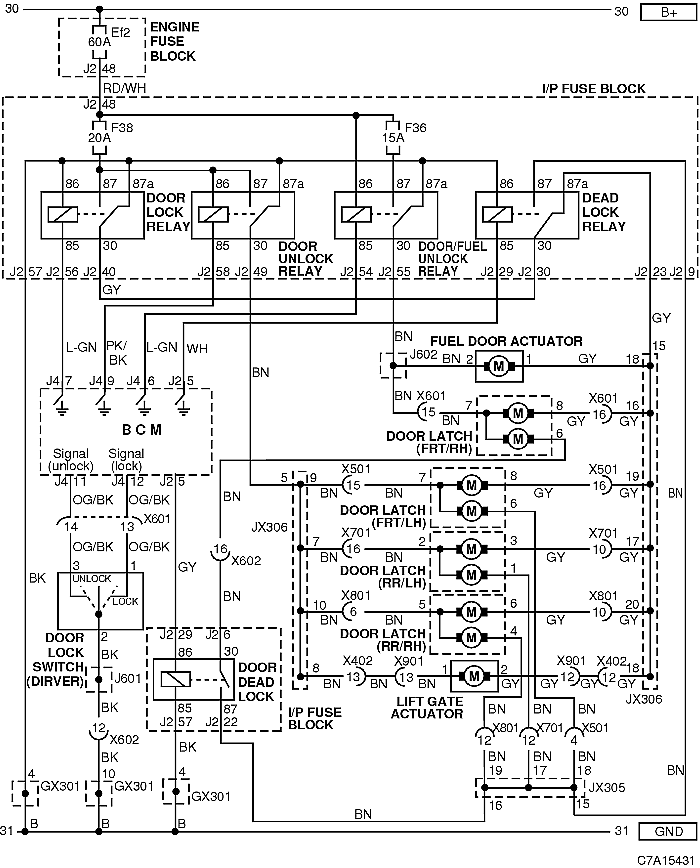 30
30 B+
Ef2
60A
ENGINE
FUSE
BLOCK
J2 48
RD/WH
I/P FUSE BLOCK
J2 48
F38
20A
F36
15A
86 87 87a
86 87 87a
86 87 87a
86 87 87a
DOOR
LOCK
RELAY
DOOR
UNLOCK
RELAY
DOOR/FUEL
UNLOCK
RELAY
DEAD
LOCK
RELAY
85 30
85 30
85 30
85 30
J2 57 J2 56 J2 40 J2 58 J2 49 J2 54 J2 55 J2 29 J2 30 J2 23 J2 9
GY
L-GN PK/
BK
L-GN WH
BN
BN
GY
FUEL DOOR ACTUATOR
15
J602
BN 2 M 1 GY 18
J4 7 J4 9 J4 6 J2 5
BN X601
15 BN 7 M 8 GY X601
16 16
M 6
DOOR LATCH
(FRT/RH)
BCM
Signal
(unlock)
Signal
(lock)
J4 11 J4 12 J2 5
OG/BK OG/BK
14 13 X601
OG/BK OG/BK
BN
5 9 BN X501
15 BN 7 M 8 GY X501
16 19 GY
M 6
DOOR LATCH
(FRT/LH)
BN
JX306
16 X602
7 BN X701
16 BN 2 M 3 GY X701
10 17 GY
M 1
DOOR LATCH
(RR/LH)
BK
GY
BN
3 1
UNLOCK
LOCK
2
10 BN X801
6 BN 5 M 6 GY X801
10 20 GY
M 4
DOOR LATCH
(RR/RH)
DOOR
LOCK
SWITCH
(DIRVER)
BK
J601
BK
12 X602
BK
J2 29 J2 6
86 30
DOOR
DEAD
LOCK
85 87
J2 57 J2 22
I/P FUSE
BLOCK
8 BN X402
13 BN X901
13 1 M 2 GY X901
12 GY X402
12 18
LIFT GATE
ACTUATOR
BN GY BN
JX306
X801
12
X701
12
X501
4
BN BN BN
19 17 18
JX305
16 15
BK
BN
BN
4 GX301
10 GX301
4 GX301
B B B
31
31 GND
C7A15431